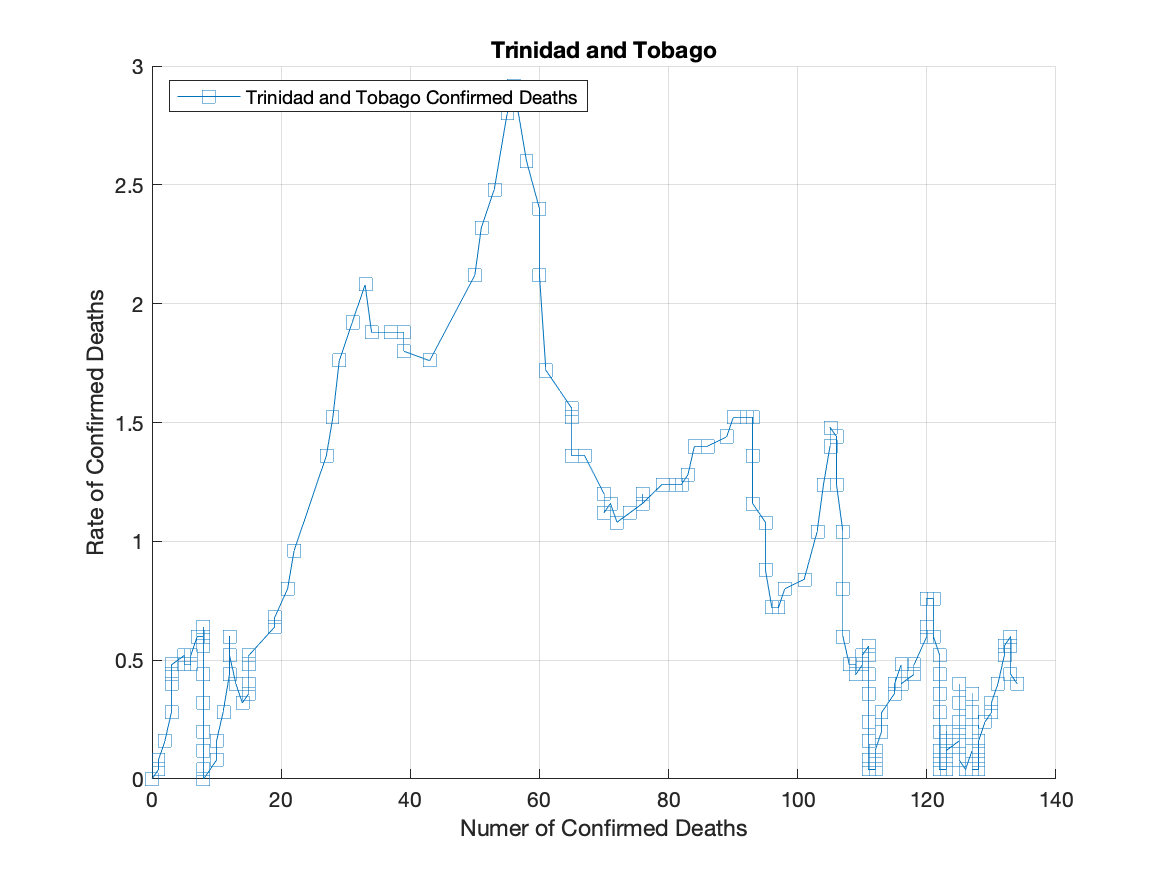 Trinidad and Tobago
Trinidad and Tobago Confirmed Deaths
3
2.5
2
1.5
1
0.5
0
Rate of Confirmed Deaths
0 20 40 60 80 100 120 140
Numer of Confirmed Deaths